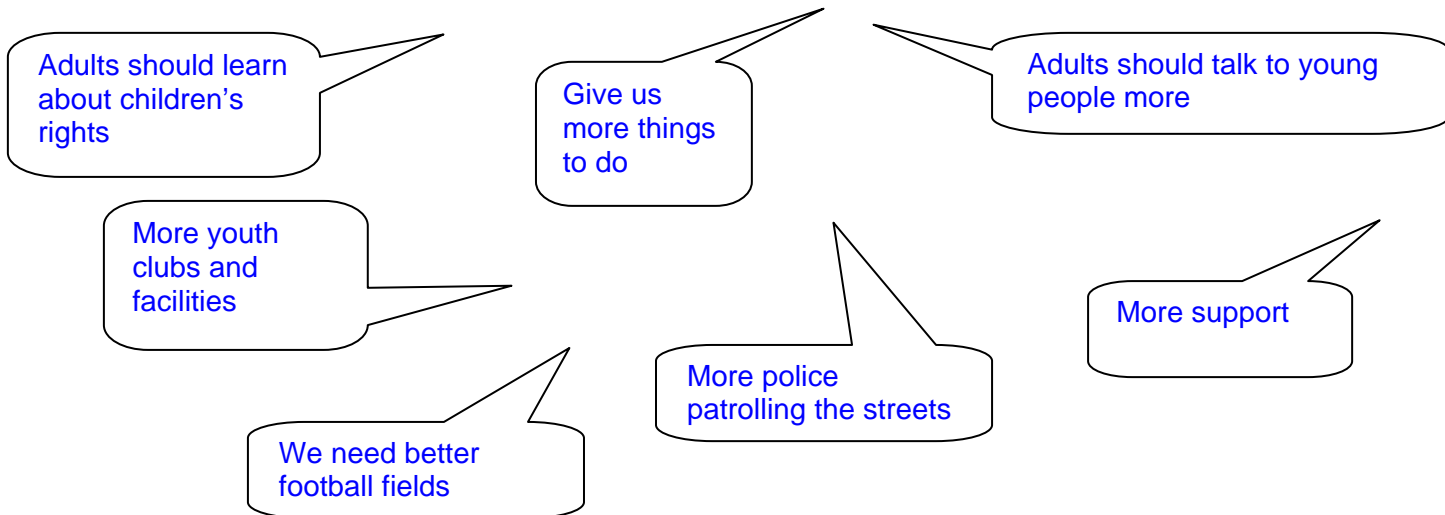 Adults should learn
about children's
rights
Give us
more things
to do
Adults should talk to young
people more
More youth
clubs and
facilities
More support
More police
patrolling the streets
We need better
football fields